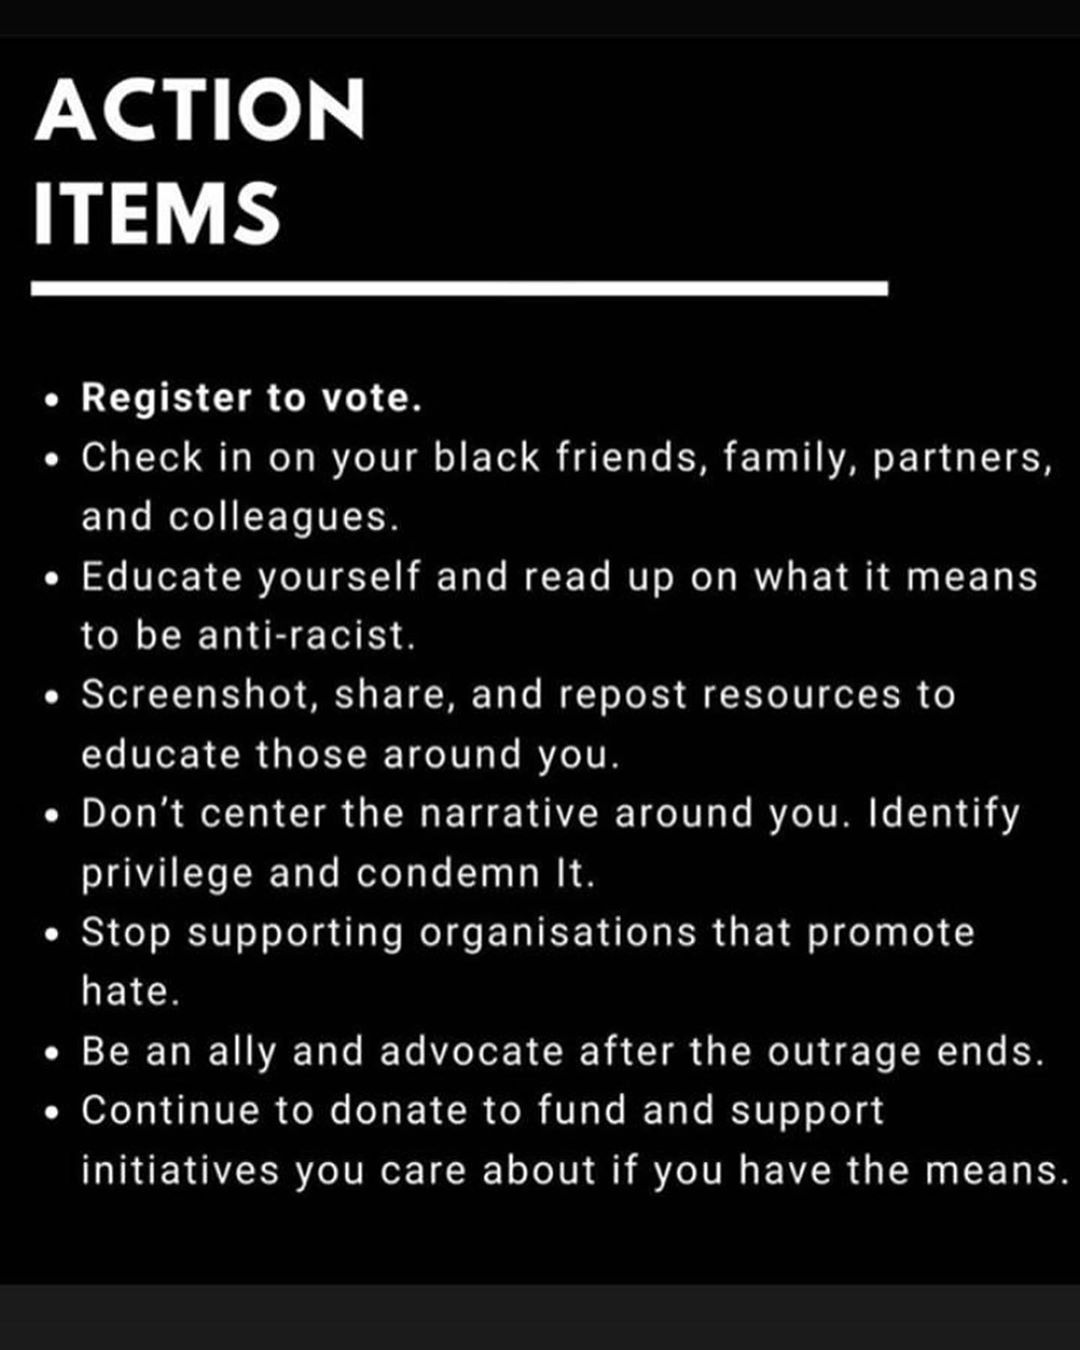 ACTION
ITEMS
• Register to vote.
• Check in on your black friends, family, partners,
and colleagues.
• Educate yourself and read up on what it means
to be anti-racist.
• Screenshot, share, and repost resources to
educate those around you.
• Don't center the narrative around you. Identify
privilege and condemn It.
• Stop supporting organisations that promote
hate.
• Be an ally and advocate after the outrage ends.
• Continue to donate to fund and support
initiatives you care about if you have the means.